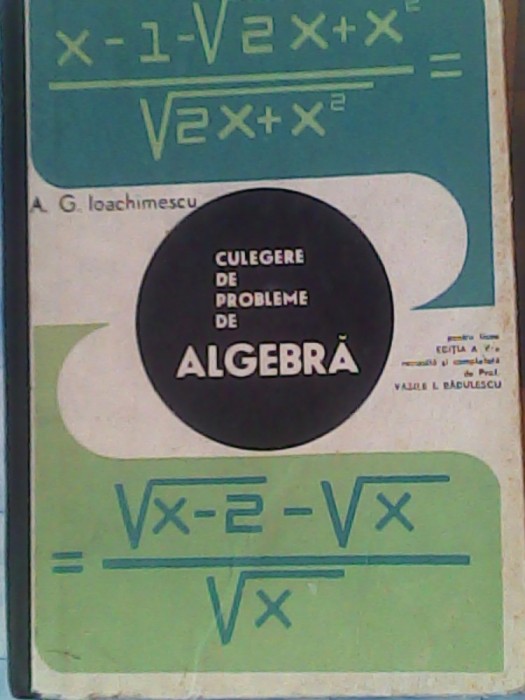 x-1-√2x+x² =
√2x+x²
A. G. Ioachimescu
CULEGERE
DE
PROBLEME
DE
ALGEBRĂ
pentru licee
EDIȚIA A V-a
revizuită și completată
de Prof.
VASILE I. RĂDULESCU
= √x-2 - √x
√x